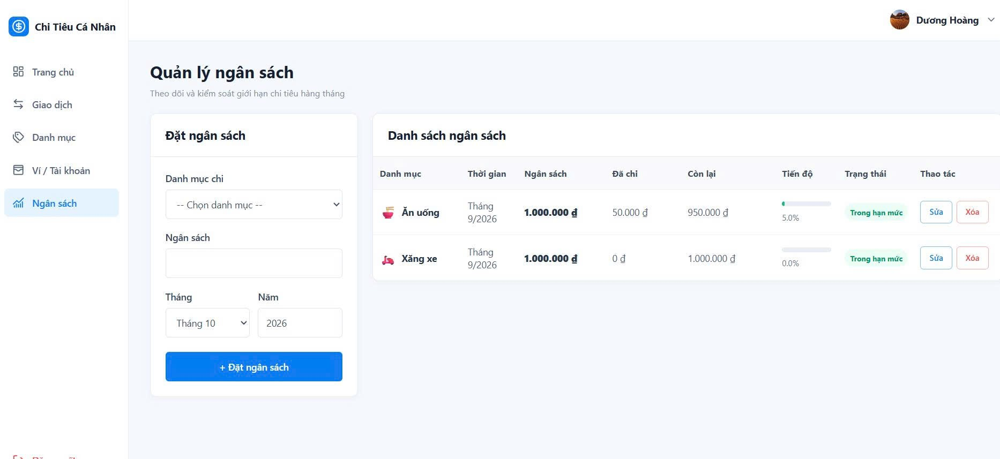 Chi Tiêu Cá Nhân
Dương Hoàng
Trang chủ
Giao dịch
Danh mục
Ví / Tài khoản
Ngân sách
Quản lý ngân sách
Theo dõi và kiểm soát giới hạn chi tiêu hàng tháng
Đặt ngân sách
Danh mục chi
-- Chọn danh mục --
Ngân sách
Tháng Năm
Tháng 10 2026
+ Đặt ngân sách
Danh sách ngân sách
Danh mục Thời gian Ngân sách Đã chi Còn lại Tiến độ Trạng thái Thao tác
Ăn uống Tháng 9/2026 1.000.000 ₫ 50.000 ₫ 950.000 ₫ 5.0% Trong hạn mức Sửa Xóa
Xăng xe Tháng 9/2026 1.000.000 ₫ 0 ₫ 1.000.000 ₫ 0.0% Trong hạn mức Sửa Xóa